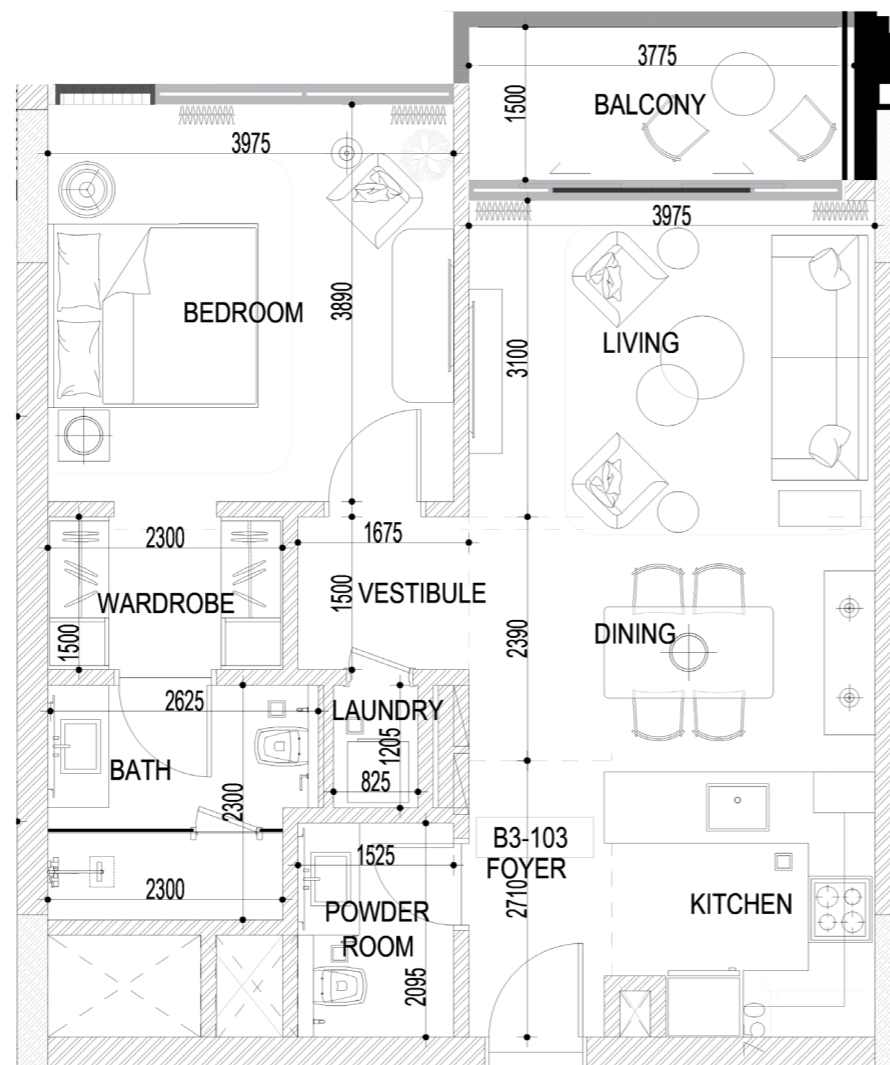 3775
1500
BALCONY
3975
3975
BEDROOM
3890
LIVING
3100
2300
1675
WARDROBE
1500
VESTIBULE
1500
DINING
2390
2625
LAUNDRY
1205
BATH
825
2300
B3-103
FOYER
1525
2300
2710
POWDER
ROOM
KITCHEN
2095